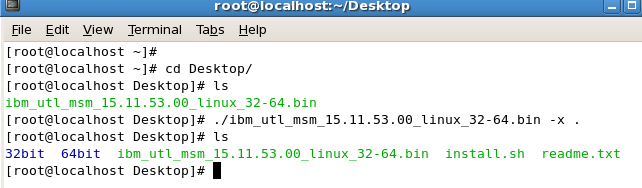 root@localhost:~/Desktop
File Edit View Terminal Tabs Help
[root@localhost ~]#
[root@localhost ~]# cd Desktop/
[root@localhost Desktop]# ls
ibm_utl_msm_15.11.53.00_linux_32-64.bin
[root@localhost Desktop]# ./ibm_utl_msm_15.11.53.00_linux_32-64.bin -x .
[root@localhost Desktop]# ls
32bit 64bit ibm_utl_msm_15.11.53.00_linux_32-64.bin install.sh readme.txt
[root@localhost Desktop]#